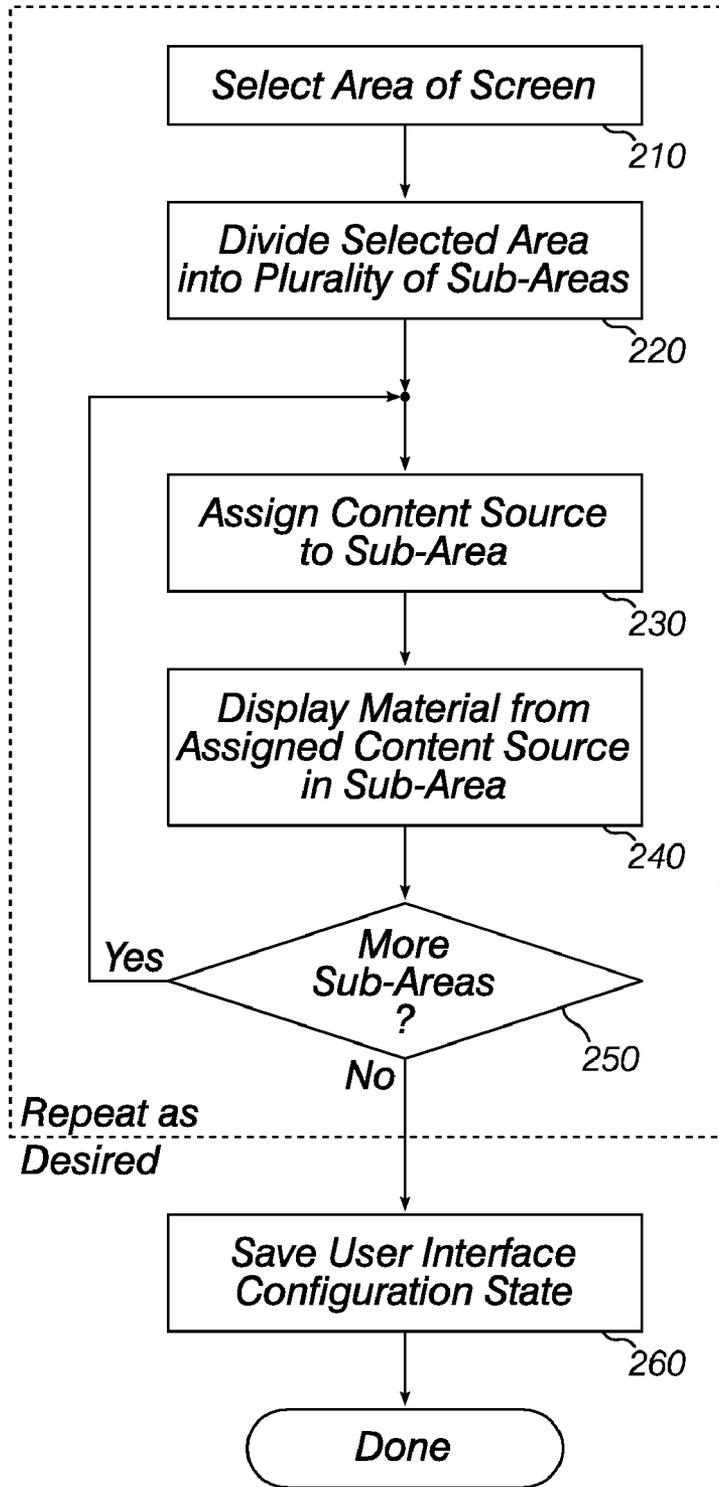 Select Area of Screen
210
Divide Selected Area
into Plurality of Sub-Areas
220
Assign Content Source
to Sub-Area
230
Display Material from
Assigned Content Source
in Sub-Area
240
Yes
More
Sub-Areas
?
250
No
Repeat as
Desired
Save User Interface
Configuration State
260
Done